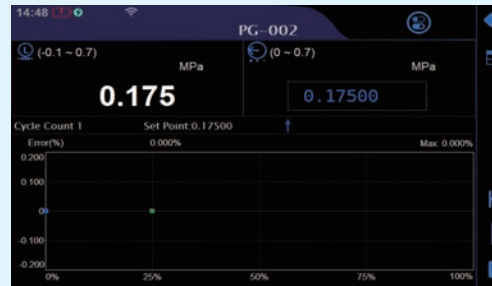 14:48
PG-002
(-0.1 ~ 0.7)
MPa
0.175
(0 ~ 0.7)
MPa
0.17500
Cycle Count 1 Set Point:0.17500
Error(%) 0.000% Max: 0.000%
0.200
0.100
0
-0.100
-0.200
0% 25% 50% 75% 100%